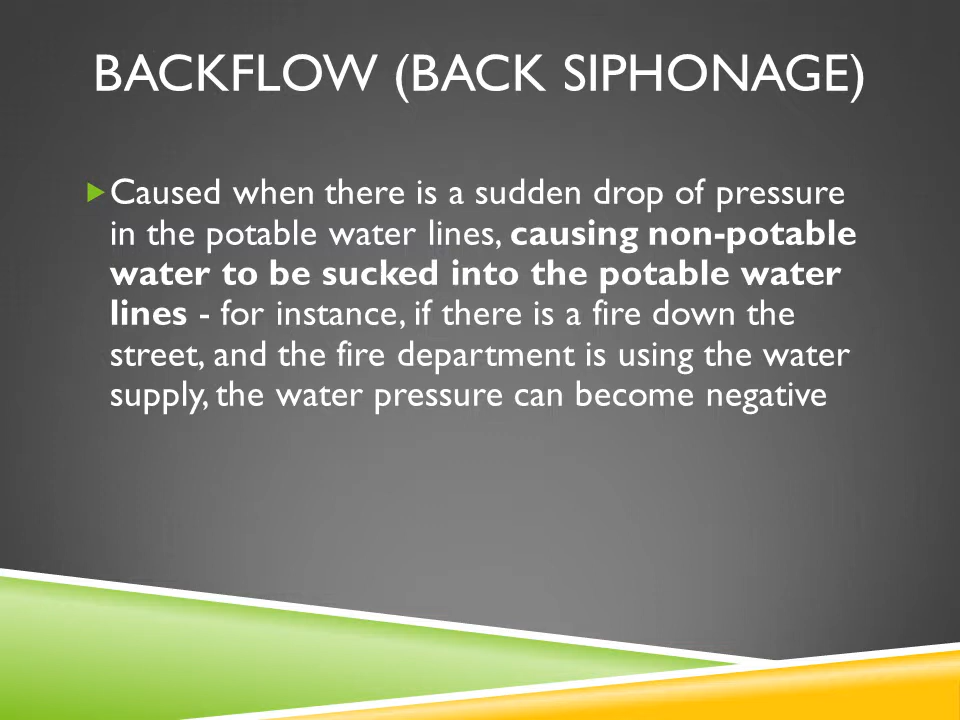 BACKFLOW (BACK SIPHONAGE)
Caused when there is a sudden drop of pressure
in the potable water lines, causing non-potable
water to be sucked into the potable water
lines - for instance, if there is a fire down the
street, and the fire department is using the water
supply, the water pressure can become negative